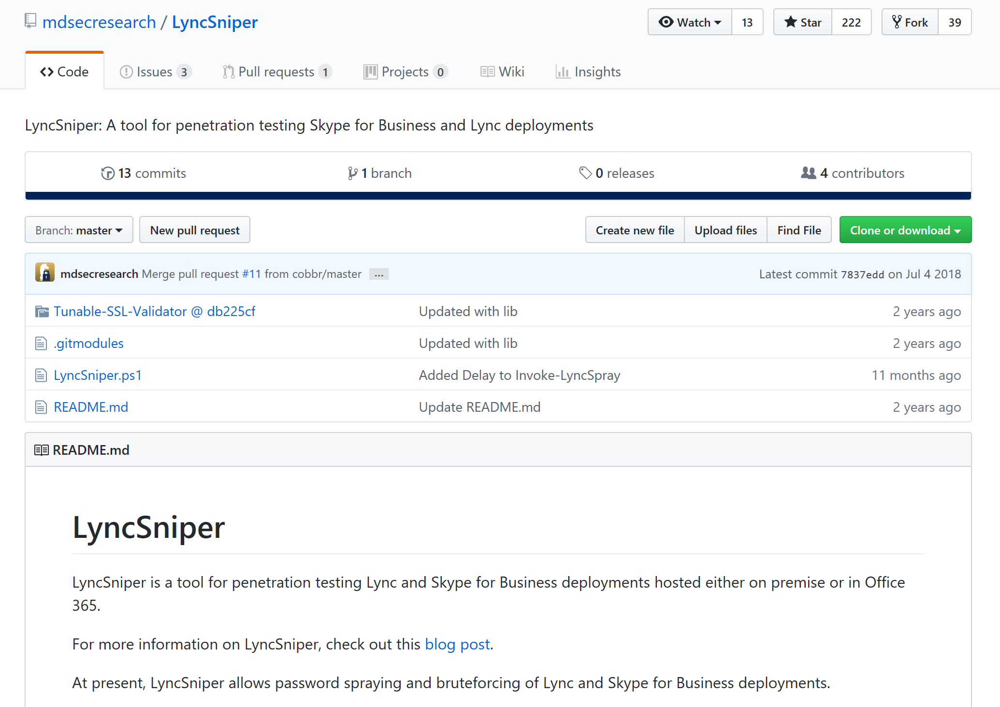 mdsecresearch / LyncSniper
Watch 13 Star 222 Fork 39
Code Issues 3 Pull requests 1 Projects 0 Wiki Insights
LyncSniper: A tool for penetration testing Skype for Business and Lync deployments
13 commits 1 branch 0 releases 4 contributors
Branch: master New pull request Create new file Upload files Find File Clone or download
mdsecresearch Merge pull request #11 from cobbr/master ... Latest commit 7837edd on Jul 4 2018
Tunable-SSL-Validator @ db225cf Updated with lib 2 years ago
.gitmodules Updated with lib 2 years ago
LyncSniper.ps1 Added Delay to Invoke-LyncSpray 11 months ago
README.md Update README.md 2 years ago
README.md
LyncSniper
LyncSniper is a tool for penetration testing Lync and Skype for Business deployments hosted either on premise or in Office
365.
For more information on LyncSniper, check out this blog post.
At present, LyncSniper allows password spraying and bruteforcing of Lync and Skype for Business deployments.